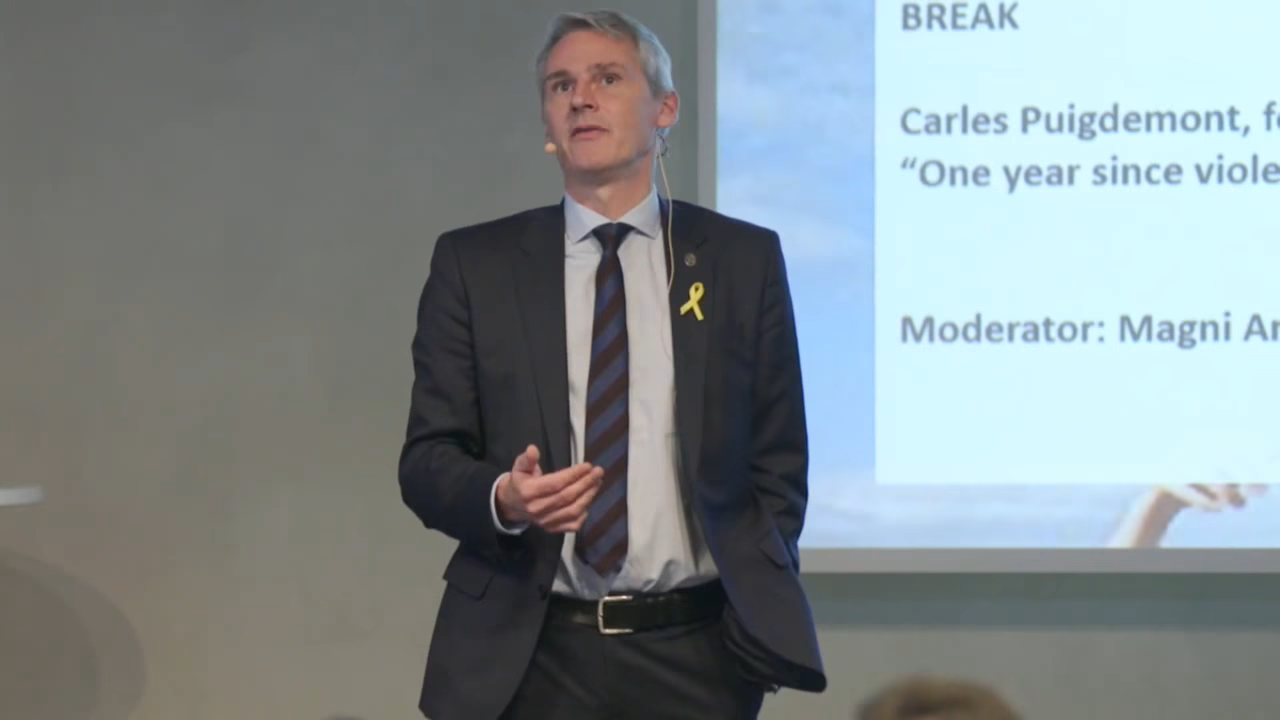 BREAK
Carles Puigdemont,
“One year since
Moderator: Magni